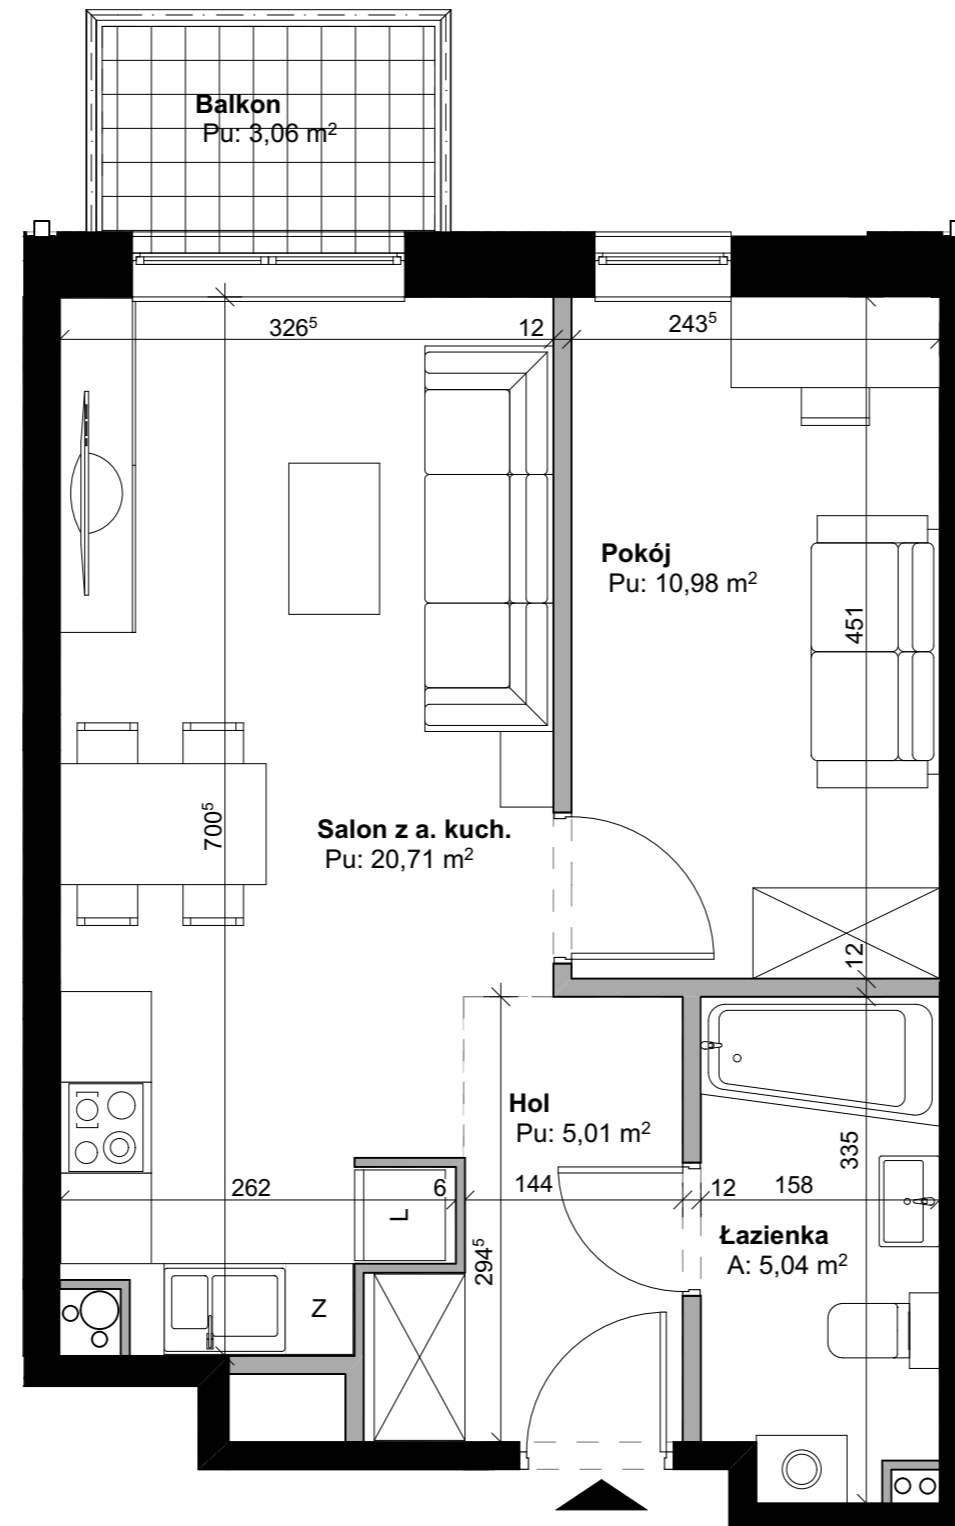 Balkon
Pu: 3,06 m²
326⁵
12
243⁵
Pokój
Pu: 10,98 m²
451
700⁵
Salon z a. kuch.
Pu: 20,71 m²
12
Hol
Pu: 5,01 m²
335
262
6
144
12
158
L
294⁵
Łazienka
A: 5,04 m²
Z